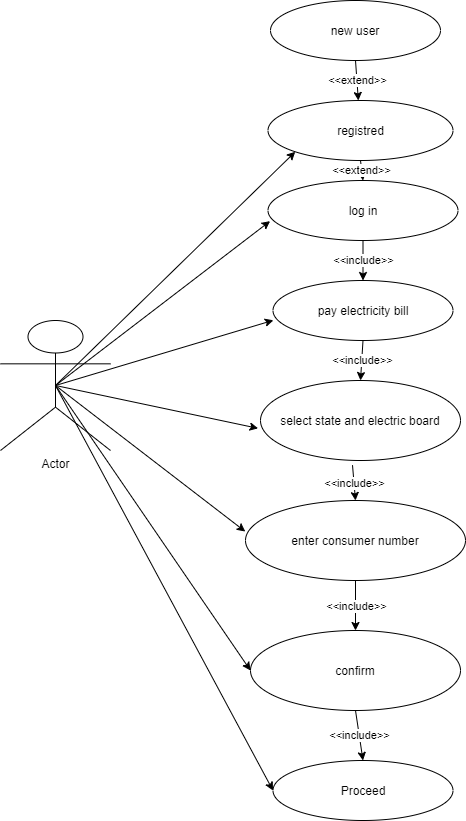 new user
<<extend>>
registred
<<extend>>
log in
<<include>>
pay electricity bill
<<include>>
select state and electric board
Actor
<<include>>
enter consumer number
<<include>>
confirm
<<include>>
Proceed